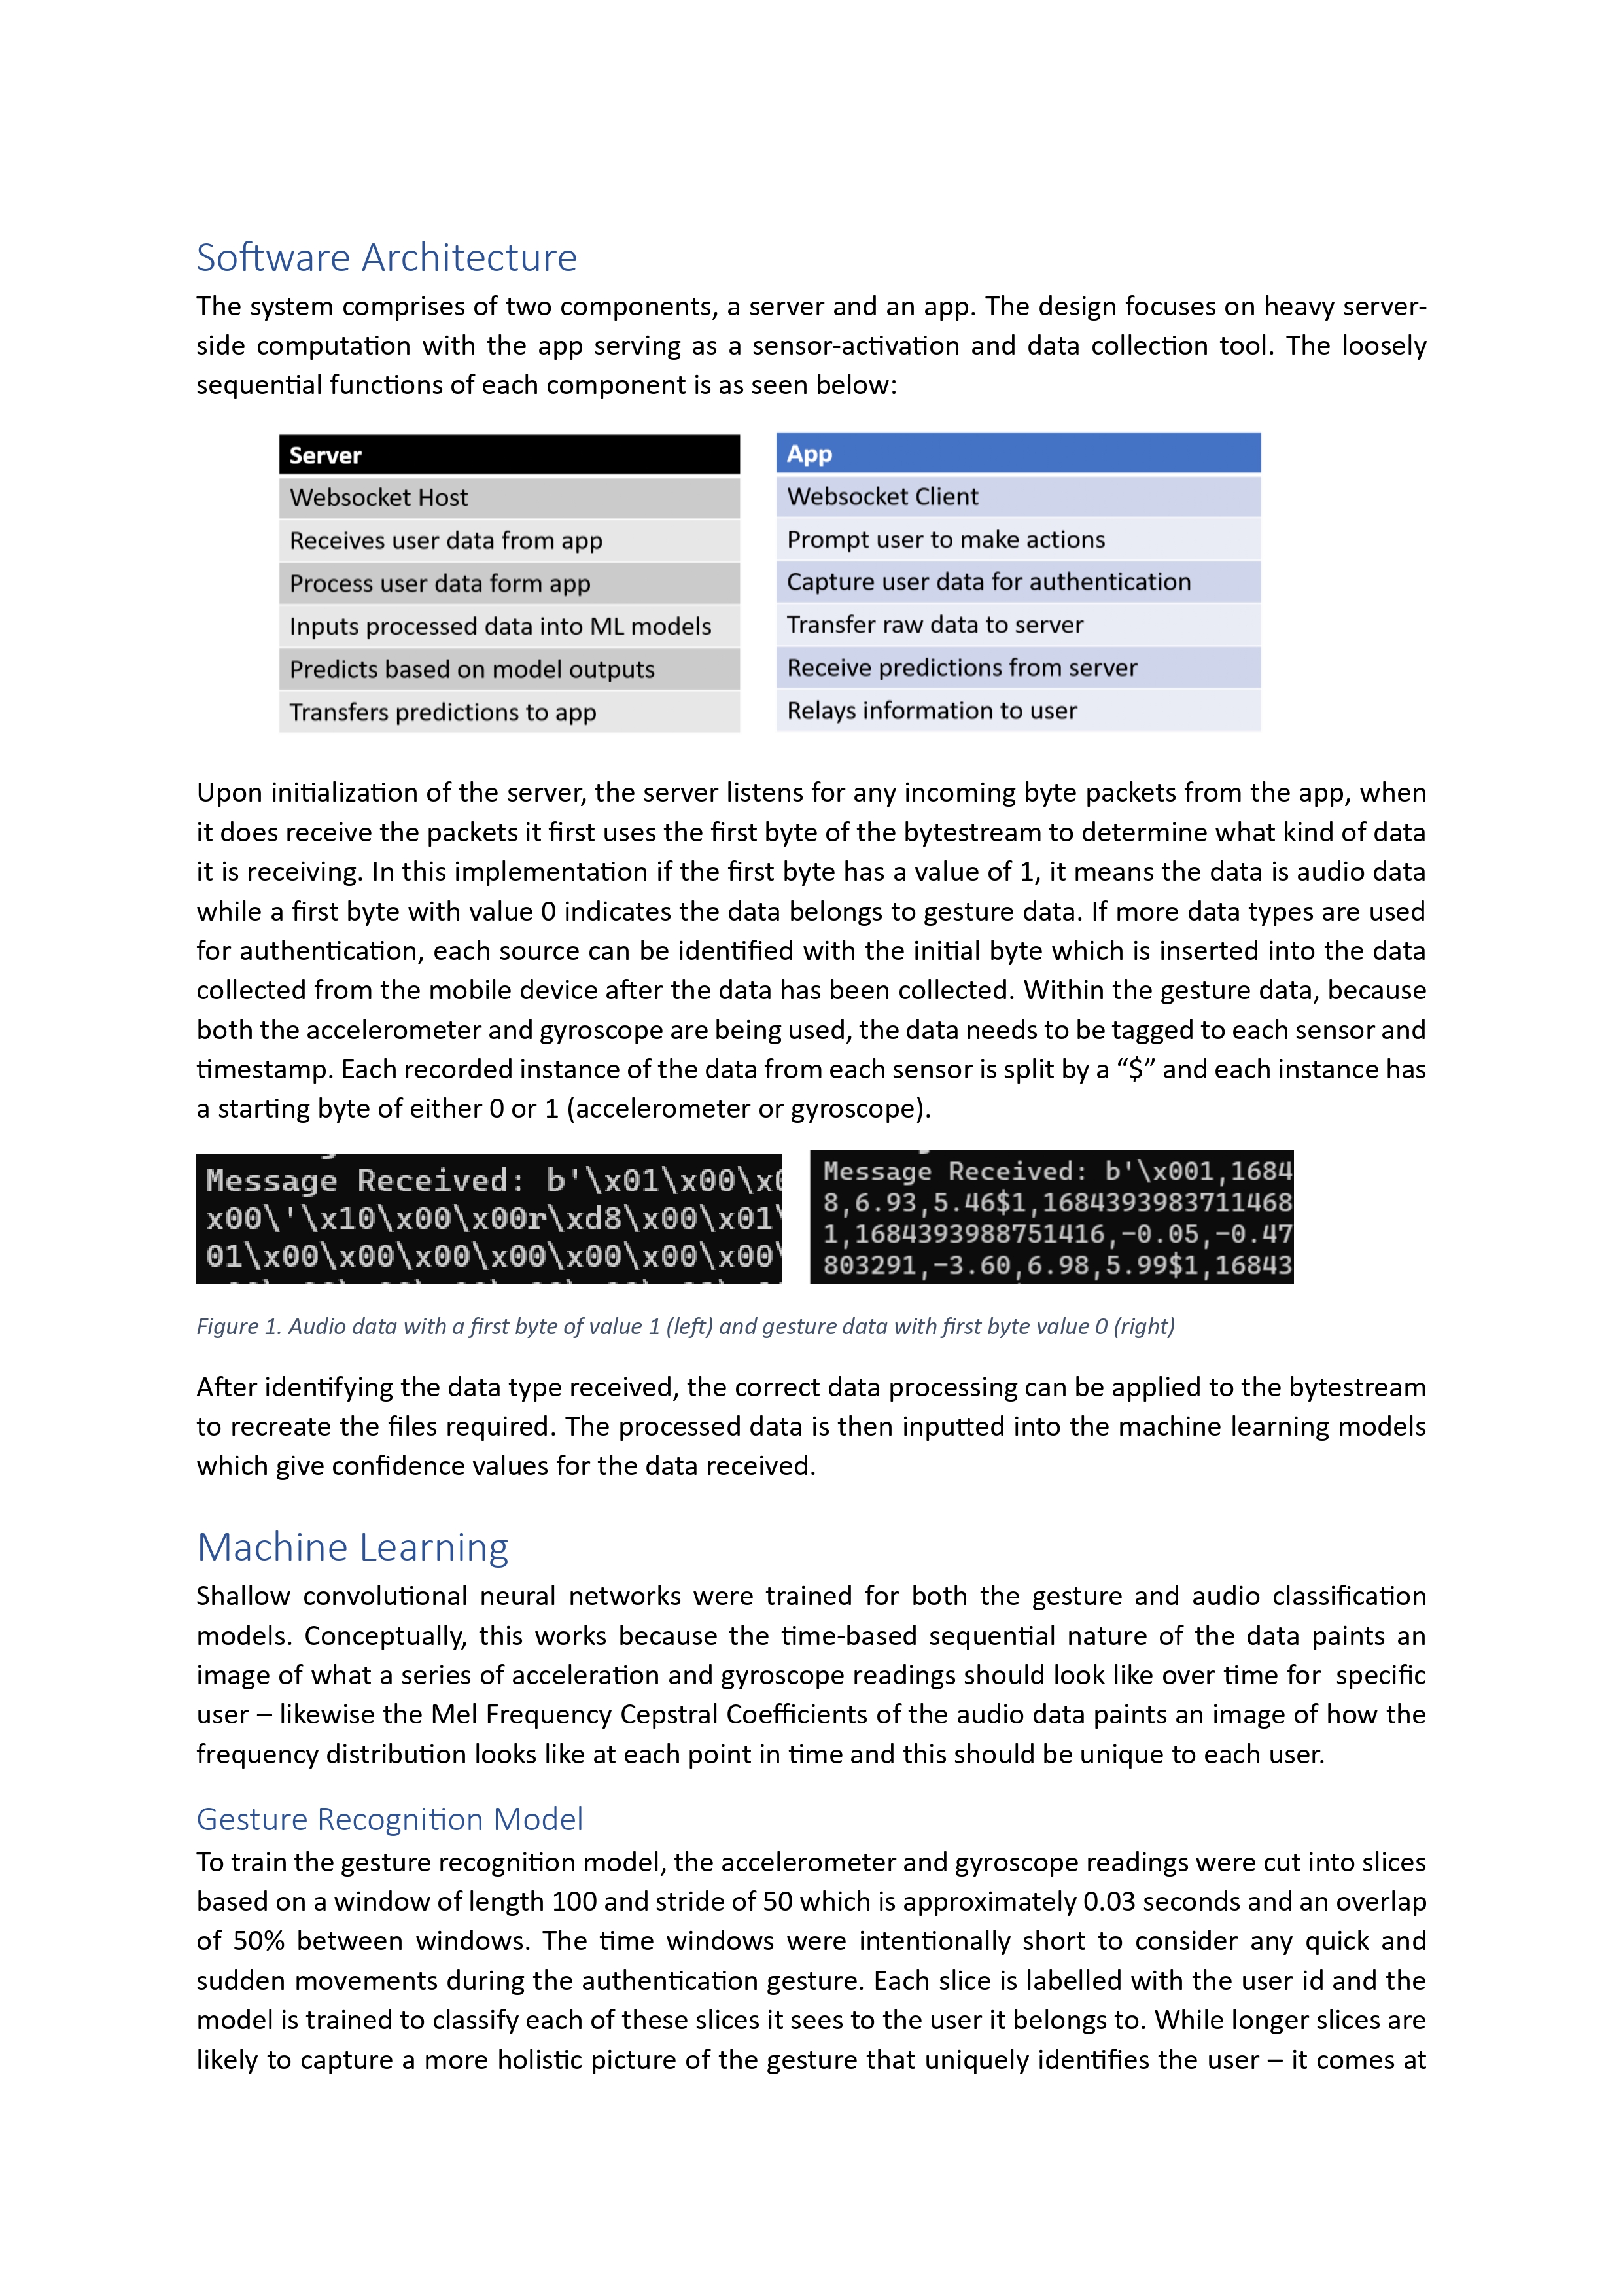 Software Architecture
The system comprises of two components, a server and an app. The design focuses on heavy server-
side computation with the app serving as a sensor-activation and data collection tool. The loosely
sequential functions of each component is as seen below:
Server
Websocket Host
Receives user data from app
Process user data form app
Inputs processed data into ML models
Predicts based on model outputs
Transfers predictions to app
App
Websocket Client
Prompt user to make actions
Capture user data for authentication
Transfer raw data to server
Receive predictions from server
Relays information to user
Upon initialization of the server, the server listens for any incoming byte packets from the app, when
it does receive the packets it first uses the first byte of the bytestream to determine what kind of data
it is receiving. In this implementation if the first byte has a value of 1, it means the data is audio data
while a first byte with value 0 indicates the data belongs to gesture data. If more data types are used
for authentication, each source can be identified with the initial byte which is inserted into the data
collected from the mobile device after the data has been collected. Within the gesture data, because
both the accelerometer and gyroscope are being used, the data needs to be tagged to each sensor and
timestamp. Each recorded instance of the data from each sensor is split by a “$” and each instance has
a starting byte of either 0 or 1 (accelerometer or gyroscope).
Message Received: b'\x01\x00\x0
x00\'\x10\x00\x00r\xd8\x00\x01\
01\x00\x00\x00\x00\x00\x00\x00\
Message Received: b'\x001,1684
8,6.93,5.46$1,1684393983711468
1,1684393988751416,-0.05,-0.47
803291,-3.60,6.98,5.99$1,16843
Figure 1. Audio data with a first byte of value 1 (left) and gesture data with first byte value 0 (right)
After identifying the data type received, the correct data processing can be applied to the bytestream
to recreate the files required. The processed data is then inputted into the machine learning models
which give confidence values for the data received.
Machine Learning
Shallow convolutional neural networks were trained for both the gesture and audio classification
models. Conceptually, this works because the time-based sequential nature of the data paints an
image of what a series of acceleration and gyroscope readings should look like over time for specific
user – likewise the Mel Frequency Cepstral Coefficients of the audio data paints an image of how the
frequency distribution looks like at each point in time and this should be unique to each user.
Gesture Recognition Model
To train the gesture recognition model, the accelerometer and gyroscope readings were cut into slices
based on a window of length 100 and stride of 50 which is approximately 0.03 seconds and an overlap
of 50% between windows. The time windows were intentionally short to consider any quick and
sudden movements during the authentication gesture. Each slice is labelled with the user id and the
model is trained to classify each of these slices it sees to the user it belongs to. While longer slices are
likely to capture a more holistic picture of the gesture that uniquely identifies the user – it comes at